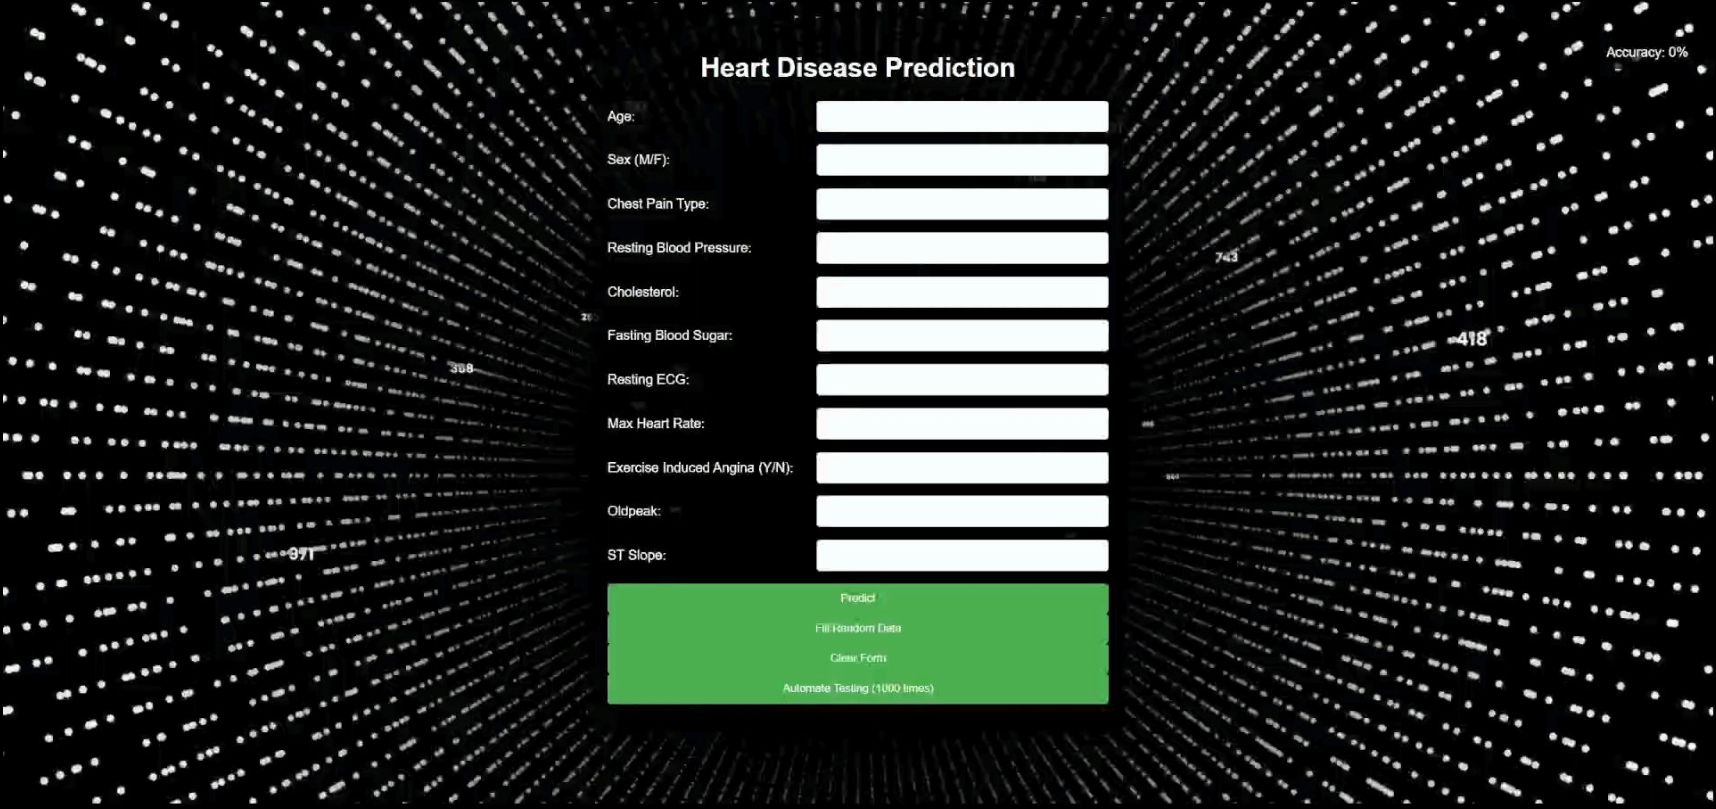 Accuracy: 0%
Heart Disease Prediction
Age:
Sex (M/F):
Chest Pain Type:
Resting Blood Pressure:
743
Cholesterol:
Fasting Blood Sugar:
418
Resting ECG:
Max Heart Rate:
Exercise Induced Angina (Y/N):
Oldpeak:
ST Slope:
Predict
Fill Random Data
Clear Form
Automate Testing (1000 times)